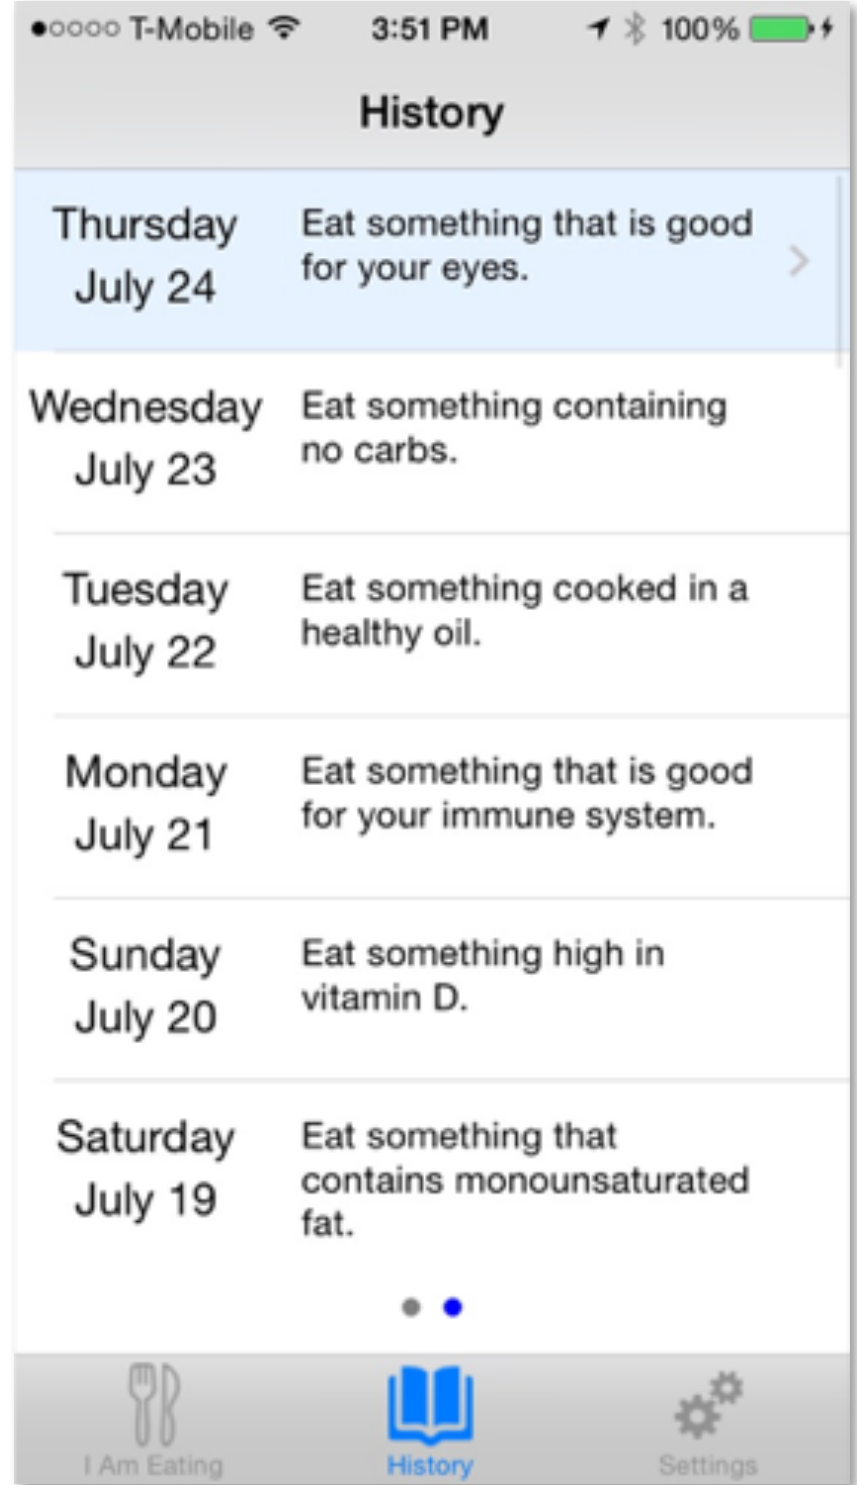 T-Mobile 3:51 PM 100%
History
Thursday
July 24
Eat something that is good
for your eyes.
Wednesday
July 23
Eat something containing
no carbs.
Tuesday
July 22
Eat something cooked in a
healthy oil.
Monday
July 21
Eat something that is good
for your immune system.
Sunday
July 20
Eat something high in
vitamin D.
Saturday
July 19
Eat something that
contains monounsaturated
fat.
I Am Eating History Settings